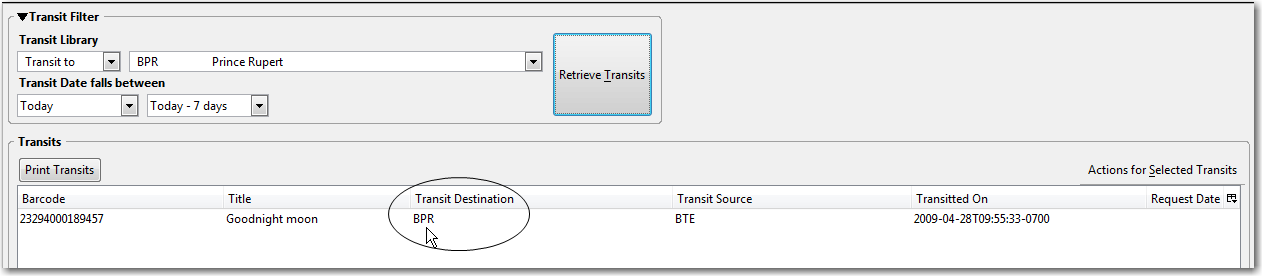 Transit Filter
Transit Library
Transit to BPR Prince Rupert
Retrieve Transits
Transit Date falls between
Today Today - 7 days
Transits
Print Transits Actions for Selected Transits
Barcode Title Transit Destination Transit Source Transitted On Request Date
23294000189457 Goodnight moon BPR BTE 2009-04-28T09:55:33-0700